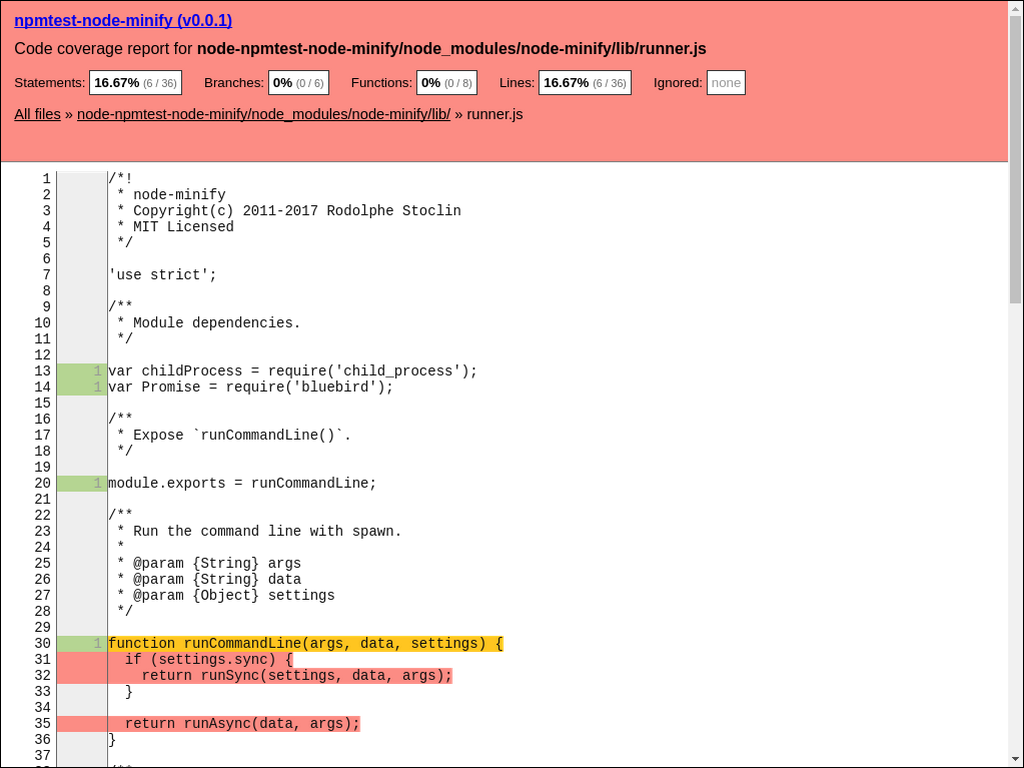 npmtest-node-minify (v0.0.1)
Code coverage report for node-npmtest-node-minify/node_modules/node-minify/lib/runner.js
Statements: 16.67% (6 / 36) Branches: 0% (0 / 6) Functions: 0% (0 / 8) Lines: 16.67% (6 / 36) Ignored: none
All files » node-npmtest-node-minify/node_modules/node-minify/lib/ » runner.js
1 /*!
2  * node-minify
3  * Copyright(c) 2011-2017 Rodolphe Stoclin
4  * MIT Licensed
5  */
6
7 'use strict';
8
9 /**
10  * Module dependencies.
11  */
12
13 1 var childProcess = require('child_process');
14 1 var Promise = require('bluebird');
15
16 /**
17  * Expose `runCommandLine()`.
18  */
19
20 1 module.exports = runCommandLine;
21
22 /**
23  * Run the command line with spawn.
24  *
25  * @param {String} args
26  * @param {String} data
27  * @param {Object} settings
28  */
29
30 1 function runCommandLine(args, data, settings) {
31   if (settings.sync) {
32     return runSync(settings, data, args);
33   }
34
35   return runAsync(data, args);
36 }
37